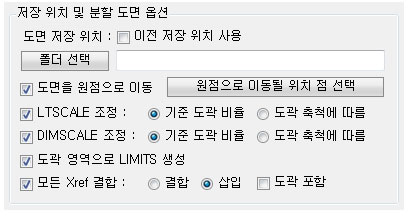 저장 위치 및 분할 도면 옵션
도면 저장 위치 : 이전 저장 위치 사용
폴더 선택
도면을 원점으로 이동 원점으로 이동될 위치 점 선택
LTSCALE 조정 : 기준 도곽 비율 도곽 축척에 따름
DIMSCALE 조정 : 기준 도곽 비율 도곽 축척에 따름
도곽 영역으로 LIMITS 생성
모든 Xref 결합 : 결합 삽입 도곽 포함